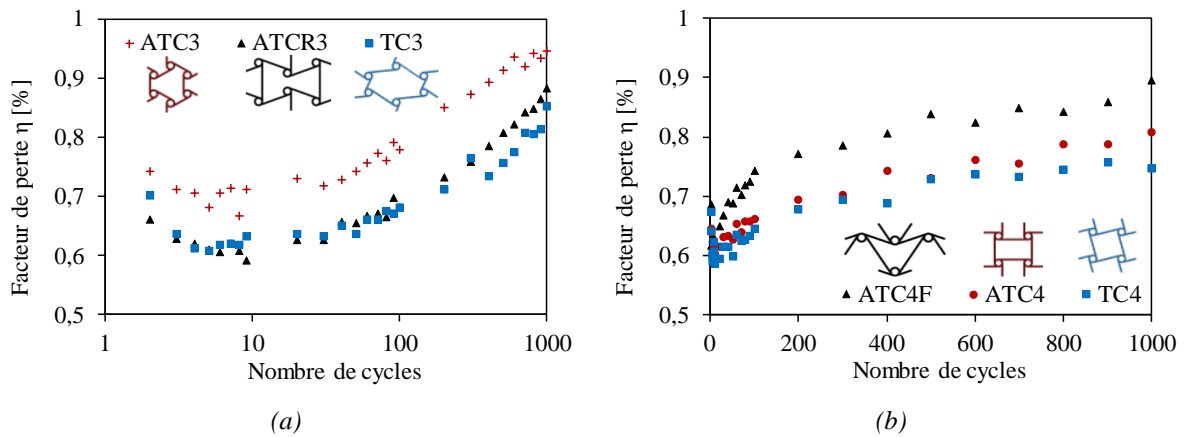 Facteur de perte η [%]
1
0,9
0,8
0,7
0,6
0,5
ATC3 ATCR3 TC3
1 10 100 1000
Nombre de cycles
(a)
Facteur de perte η [%]
1
0,9
0,8
0,7
0,6
0,5
ATC4F ATC4 TC4
0 200 400 600 800 1000
Nombre de cycles
(b)